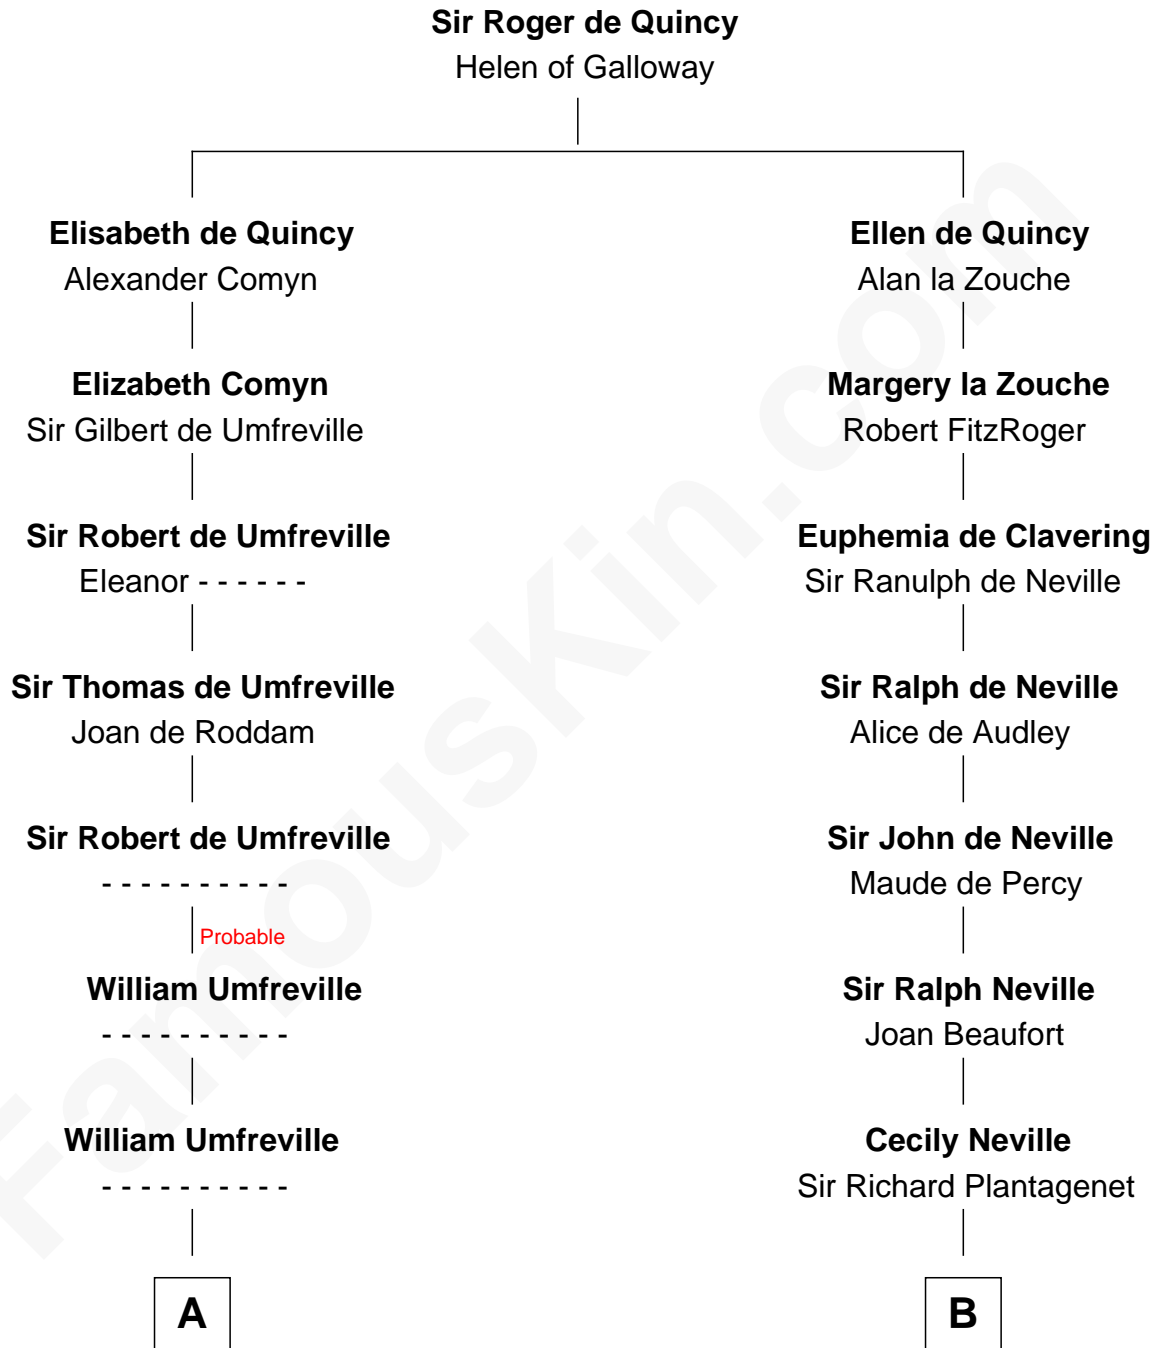 Sir Roger de Quincy
Helen of Galloway
Elisabeth de Quincy
Alexander Comyn
Ellen de Quincy
Alan la Zouche
Elizabeth Comyn
Sir Gilbert de Umfreville
Margery la Zouche
Robert FitzRoger
Sir Robert de Umfreville
Eleanor - - - - - -
Euphemia de Clavering
Sir Ranulph de Neville
Sir Thomas de Umfreville
Joan de Roddam
Sir Ralph de Neville
Alice de Audley
Sir Robert de Umfreville
- - - - - - - - - -
Probable
Sir John de Neville
Maude de Percy
William Umfreville
- - - - - - - - - -
Sir Ralph Neville
Joan Beaufort
William Umfreville
- - - - - - - - - -
Cecily Neville
Sir Richard Plantagenet
A
B
FamousKin.com